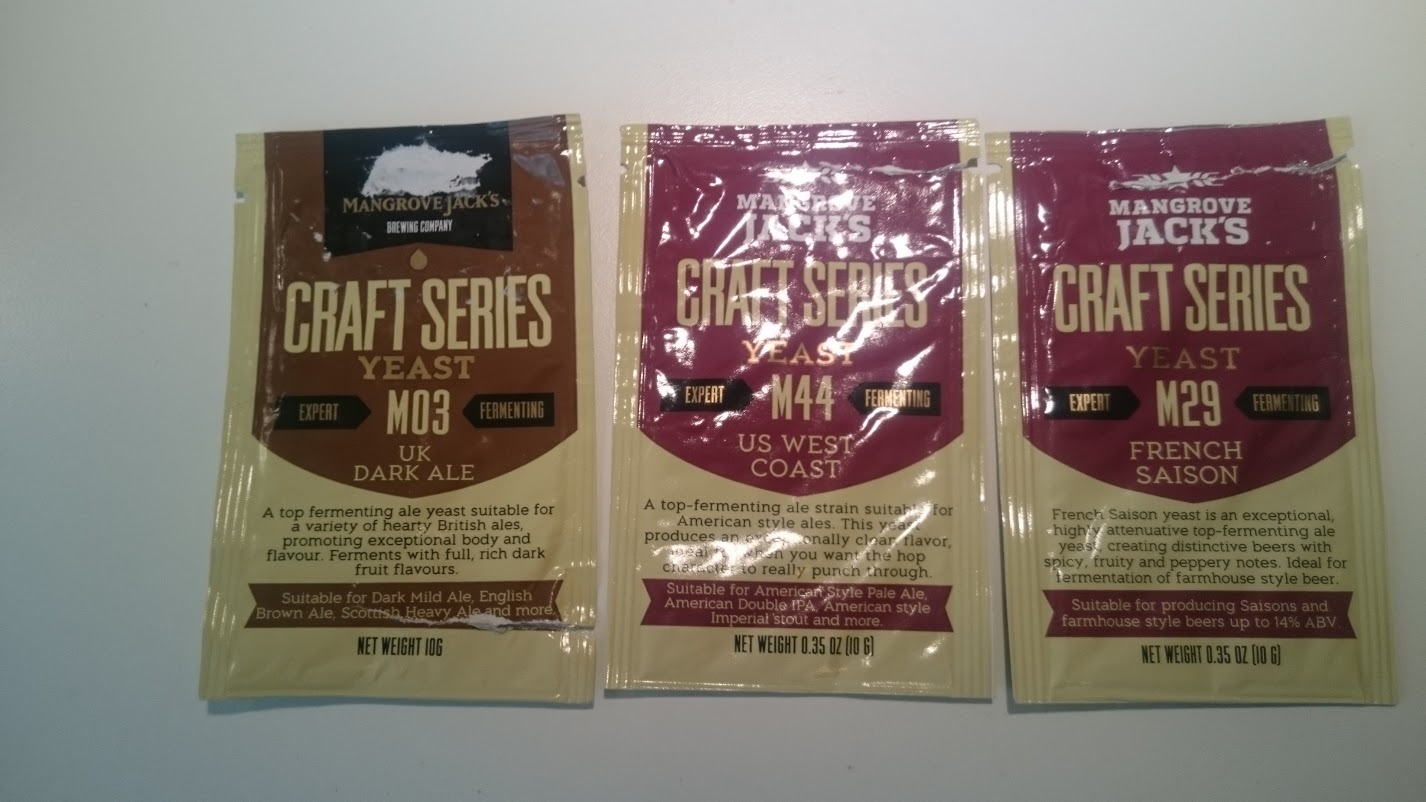 MANGROVE JACK'S
BREWING COMPANY
CRAFT SERIES
YEAST
EXPERT
M03
FERMENTING
UK
DARK ALE
A top fermenting ale yeast suitable for
a variety of hearty British ales,
promoting exceptional body and
flavour. Ferments with full, rich dark
fruit flavours.
Suitable for Dark Mild Ale, English
Brown Ale, Scottish Heavy Ale and more.
NET WEIGHT 10G
MANGROVE
JACK'S
CRAFT SERIES
YEAST
EXPERT
M44
FERMENTING
US WEST
COAST
A top-fermenting ale strain suitable for
American style ales. This yeast
produces an exceptionally clean flavor,
ideal for when you want the hop
character to really punch through.
Suitable for American Style Pale Ale,
American Double IPA, American style
Imperial stout and more.
NET WEIGHT 0.35 OZ (10 G)
MANGROVE
JACK'S
CRAFT SERIES
YEAST
EXPERT
M29
FERMENTING
FRENCH
SAISON
French Saison yeast is an exceptional,
highly attenuative top-fermenting ale
yeast, creating distinctive beers with
spicy, fruity and peppery notes. Ideal for
fermentation of farmhouse style beer.
Suitable for producing Saisons and
farmhouse style beers up to 14% ABV.
NET WEIGHT 0.35 OZ (10 G)